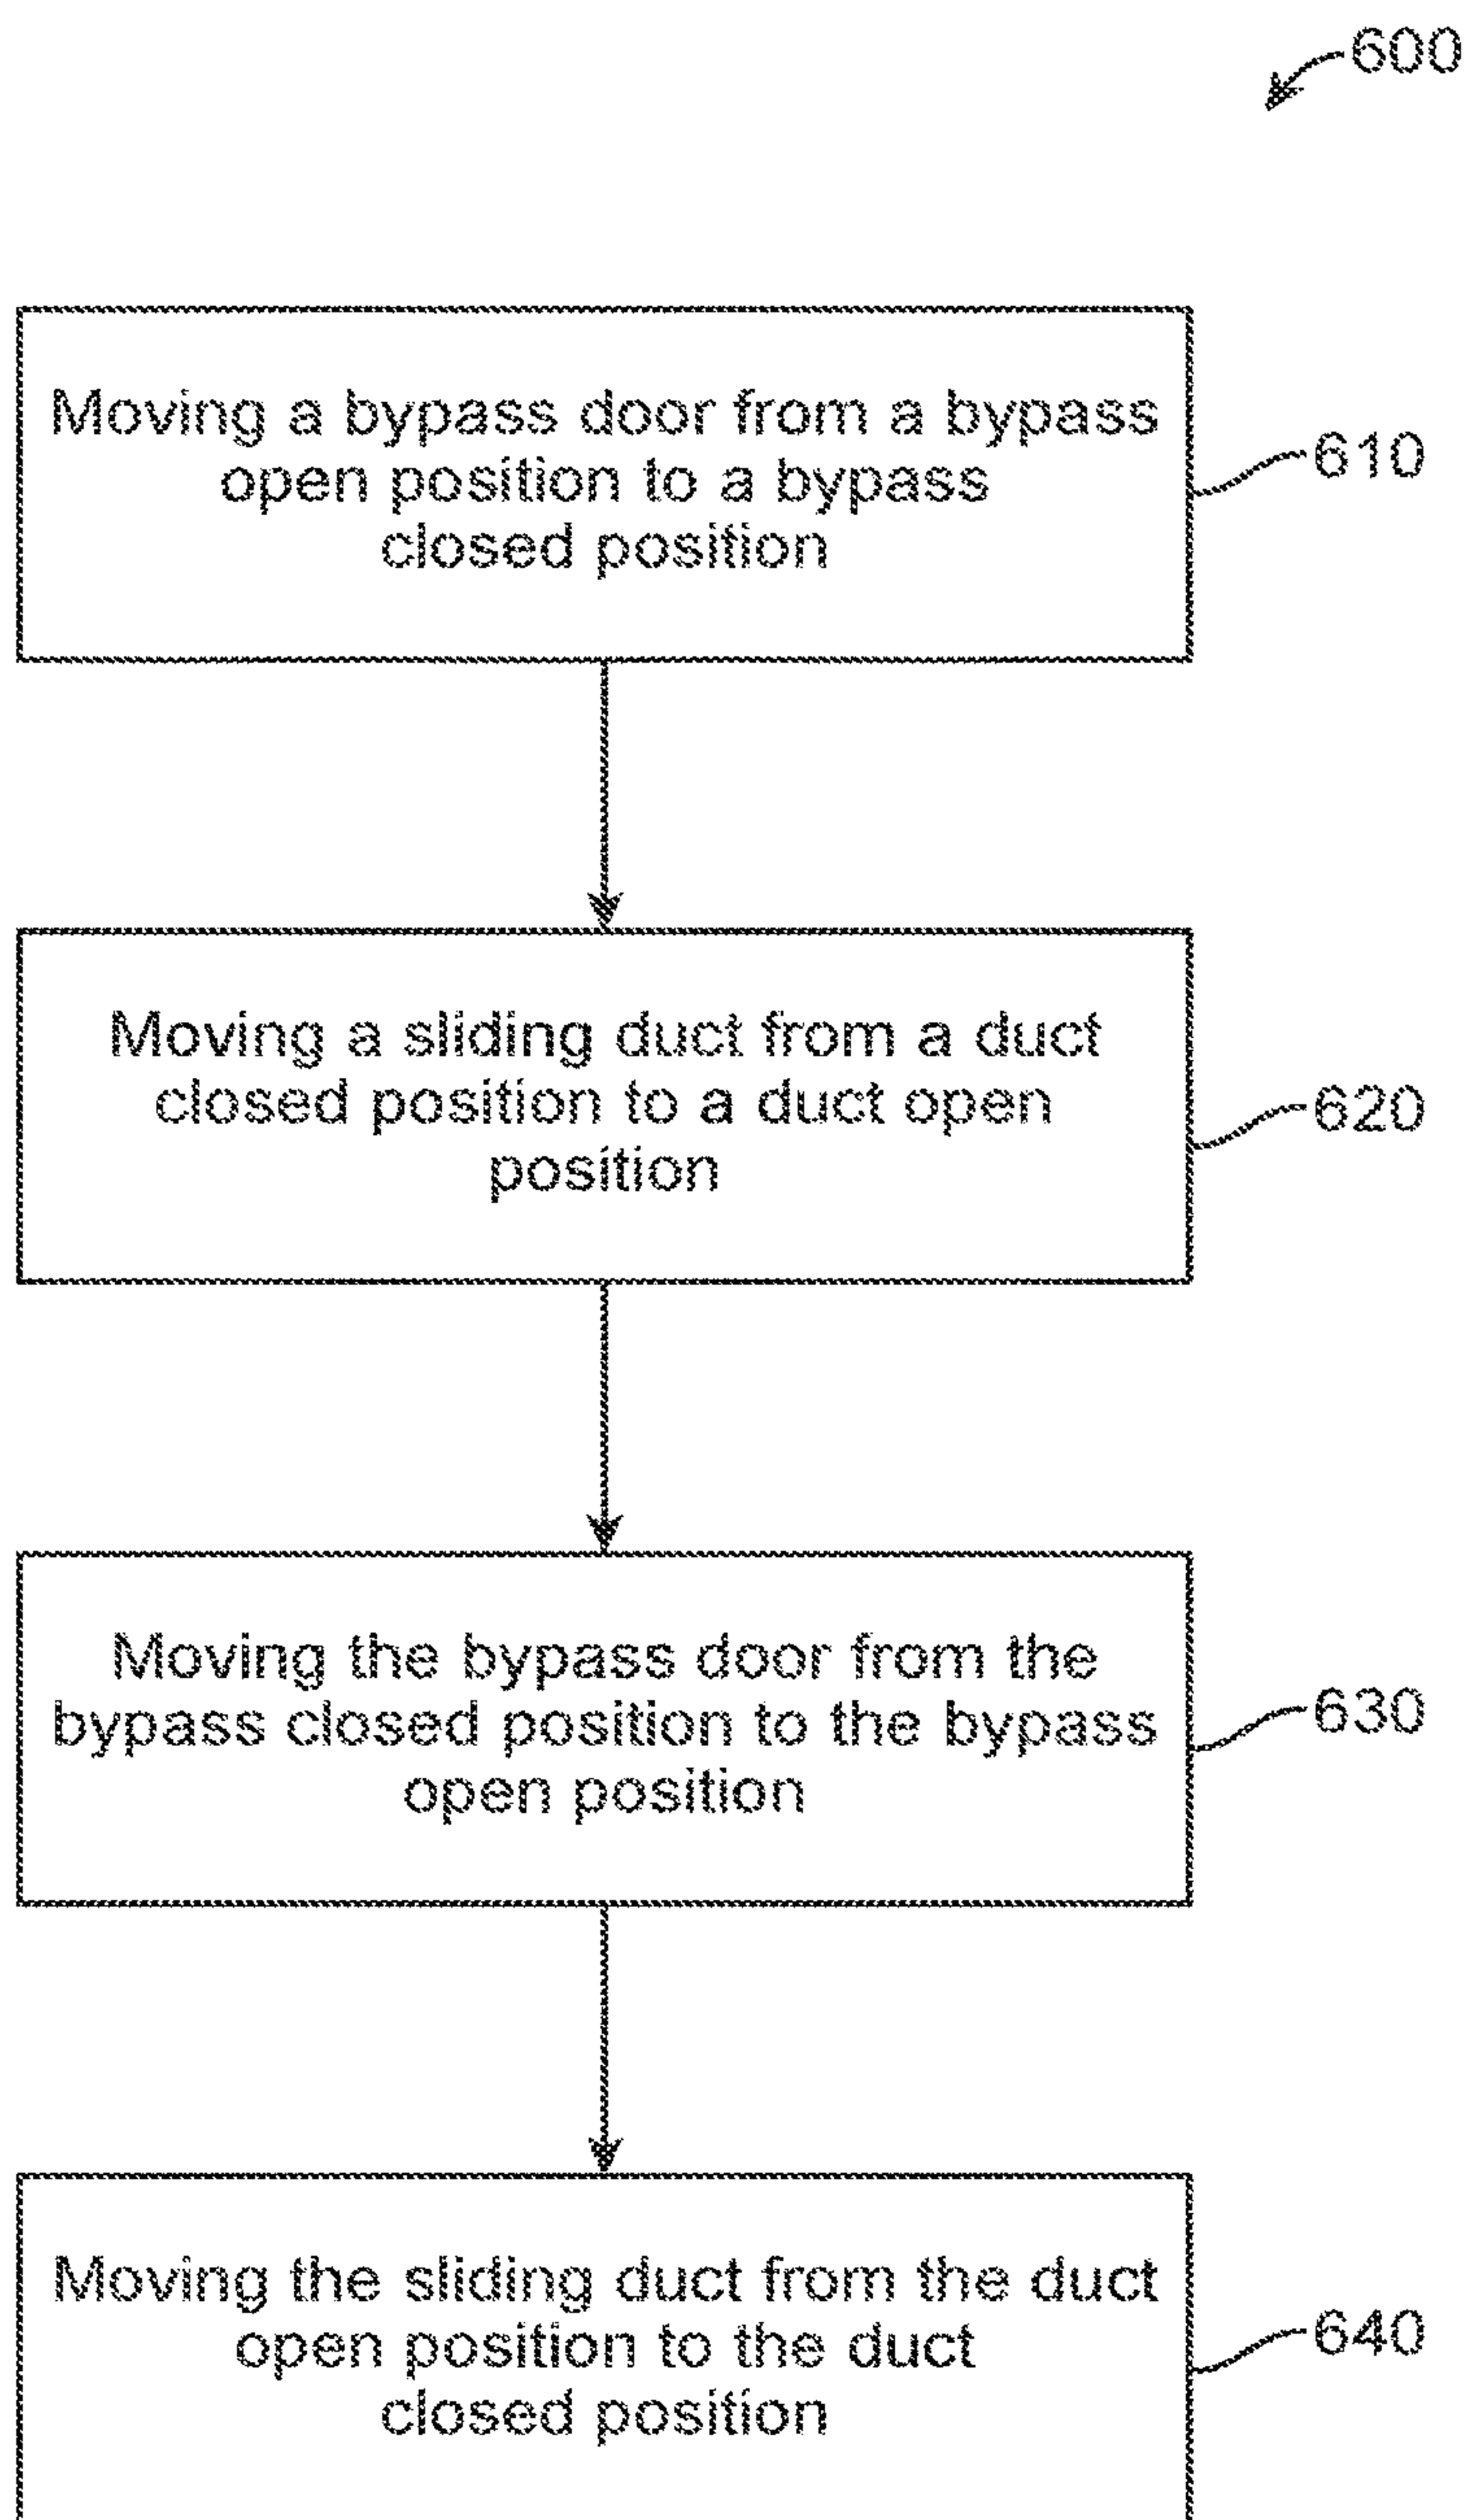 600
Moving a bypass door from a bypass
open position to a bypass
closed position
610
Moving a sliding duct from a duct
closed position to a duct open
position
620
Moving the bypass door from the
bypass closed position to the bypass
open position
630
Moving the sliding duct from the duct
open position to the duct
closed position
640